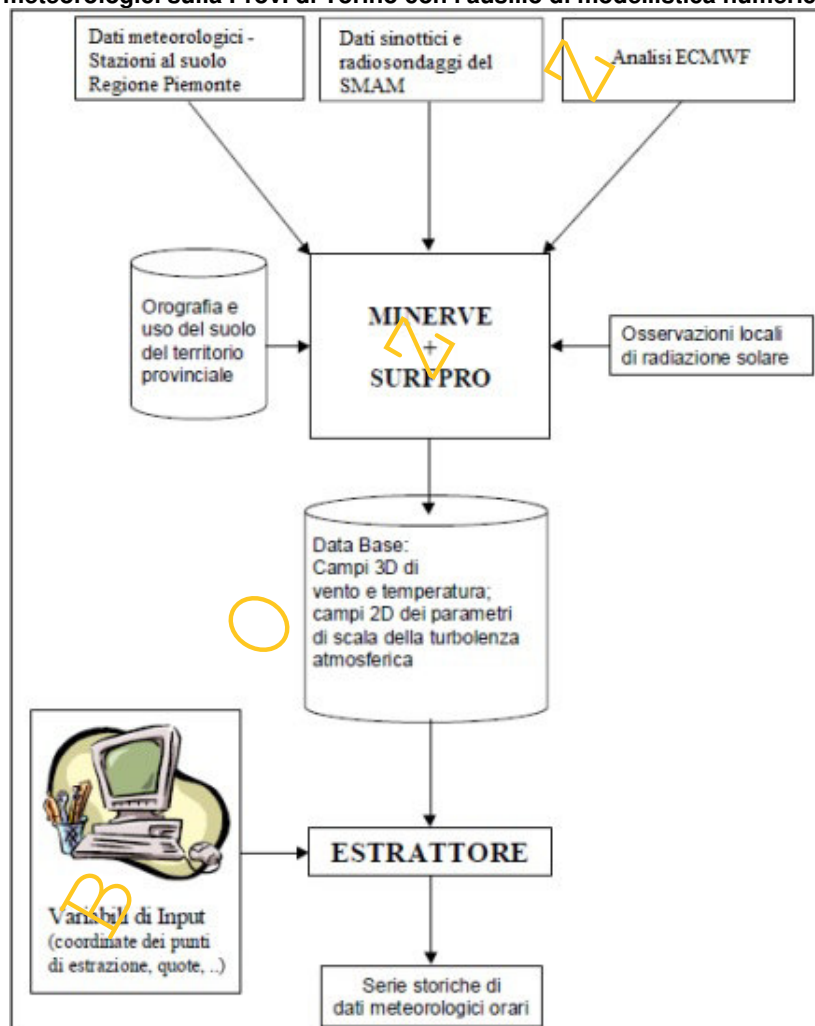 meteorologici sulla Prov. di Torino con l'ausilio di modellistica numeric
Dati meteorologici -
Stazioni al suolo
Regione Piemonte
Dati sinottici e
radiosondaggi del
SMAM
Analisi ECMWF
Z
Orografia e
uso del suolo
del territorio
provinciale
MINERVE
+
SURFPRO
Z
Osservazioni locali
di radiazione solare
Data Base:
Campi 3D di
vento e temperatura;
campi 2D dei parametri
di scala della turbolenza
atmosferica
O
Variabili di Input
(coordinate dei punti
di estrazione, quote, ..)
B
ESTRATTORE
Serie storiche di
dati meteorologici orari